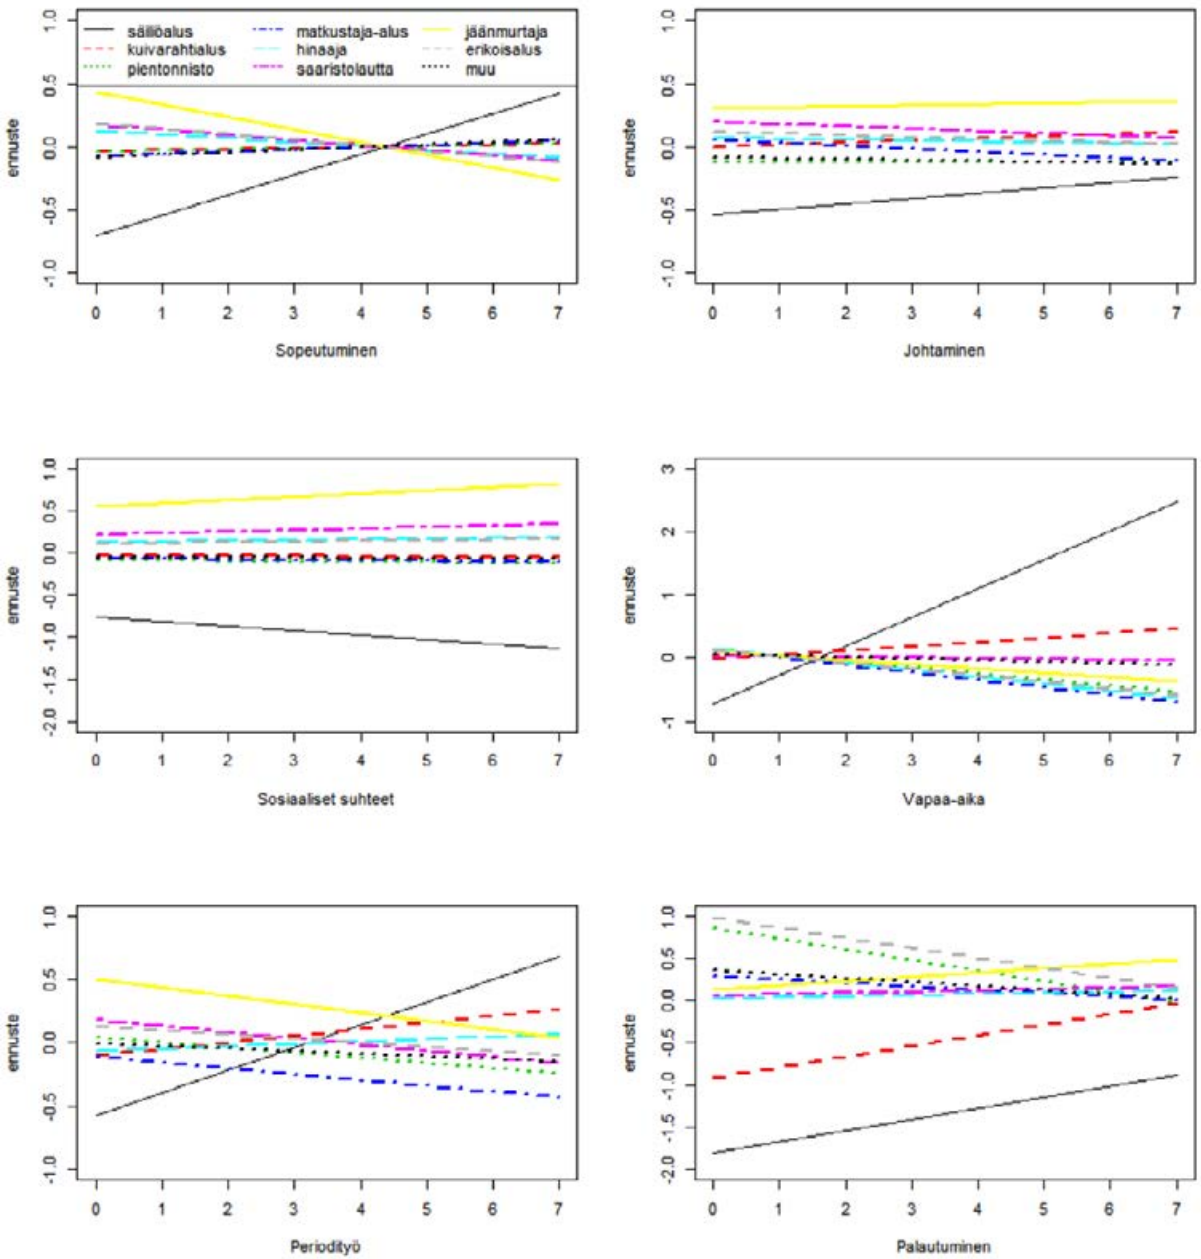 säiliöalus matkustaja-alus jäänmurtaja
kuivarahtialus hinaaja erikoisalus
pientonnisto saaristolautta muu
ennuste
-1.0 -0.5 0.0 0.5 1.0
0 1 2 3 4 5 6 7
Sopeutuminen
ennuste
-1.0 -0.5 0.0 0.5 1.0
0 1 2 3 4 5 6 7
Johtaminen
ennuste
-2.0 -1.5 -1.0 -0.5 0.0 0.5 1.0
0 1 2 3 4 5 6 7
Sosiaaliset suhteet
ennuste
-1 0 1 2 3
0 1 2 3 4 5 6 7
Vapaa-aika
ennuste
-1.0 -0.5 0.0 0.5 1.0
0 1 2 3 4 5 6 7
Periodityö
ennuste
-2.0 -1.5 -1.0 -0.5 0.0 0.5 1.0
0 1 2 3 4 5 6 7
Palautuminen